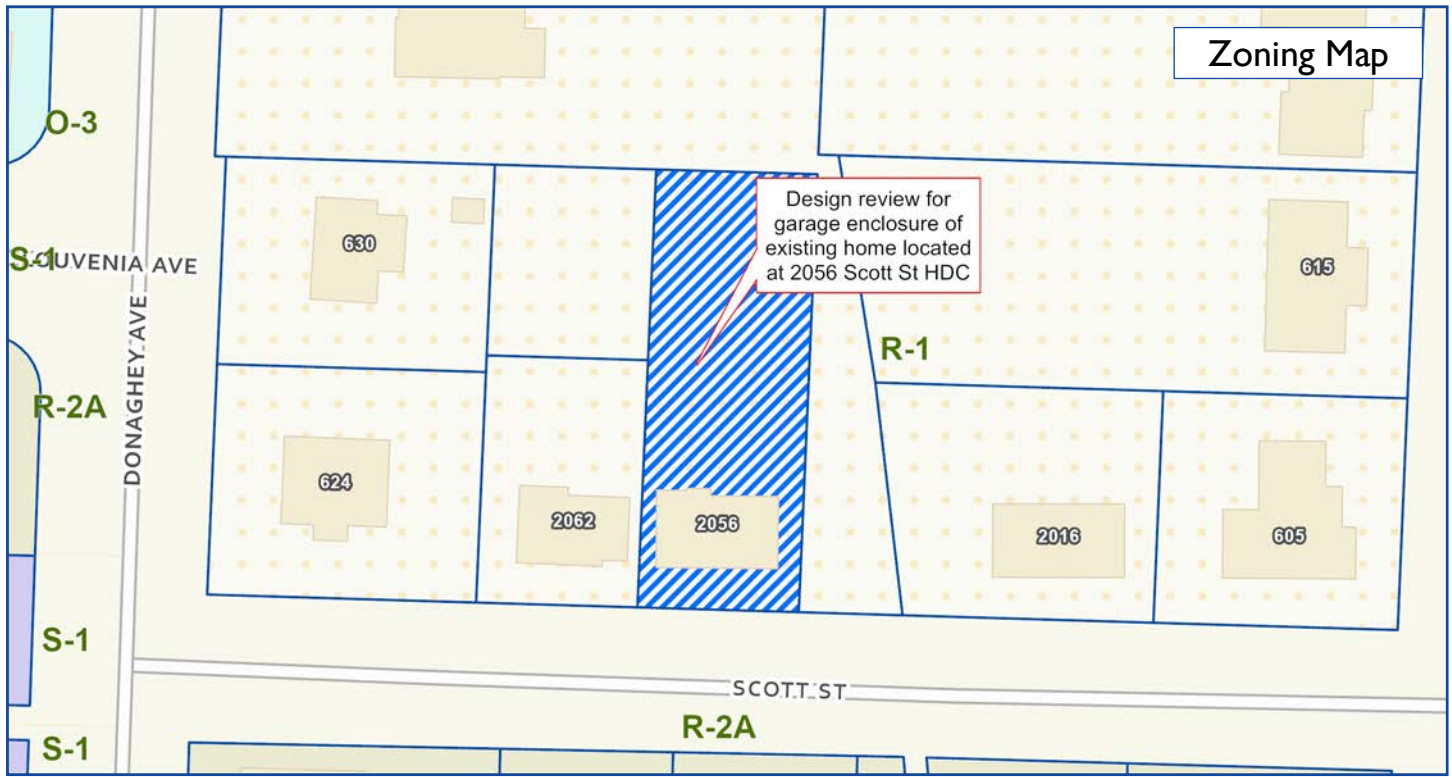 Zoning Map
O-3
Design review for
garage enclosure of
existing home located
at 2056 Scott St HDC
630
615
S-1
LOUVENIA AVE
DONAGHEY AVE
R-1
R-2A
624
2062
2056
2016
605
S-1
SCOTT ST
R-2A
S-1